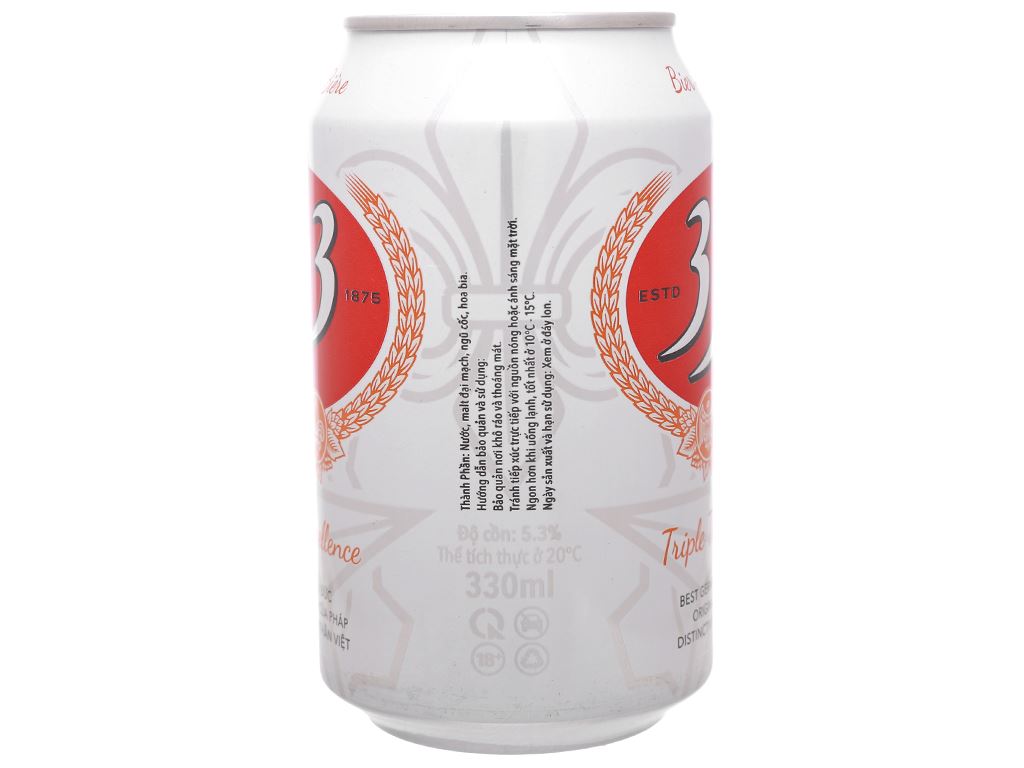 Bière
3
1875
Thành Phần: Nước, malt đại mạch, ngũ cốc, hoa bia.
Hướng dẫn bảo quản và sử dụng:
Bảo quản nơi khô ráo và thoáng mát.
Tránh tiếp xúc trực tiếp với nguồn nóng hoặc ánh sáng mặt trời.
Ngon hơn khi uống lạnh, tốt nhất ở 10°C - 15°C.
Ngày sản xuất và hạn sử dụng: Xem ở đáy lon.
Độ cồn: 5.3%
Thể tích thực ở 20°C
330ml
18+
ESTD
3
Triple
BEST
DISTINCT
PHÁP
VIỆT